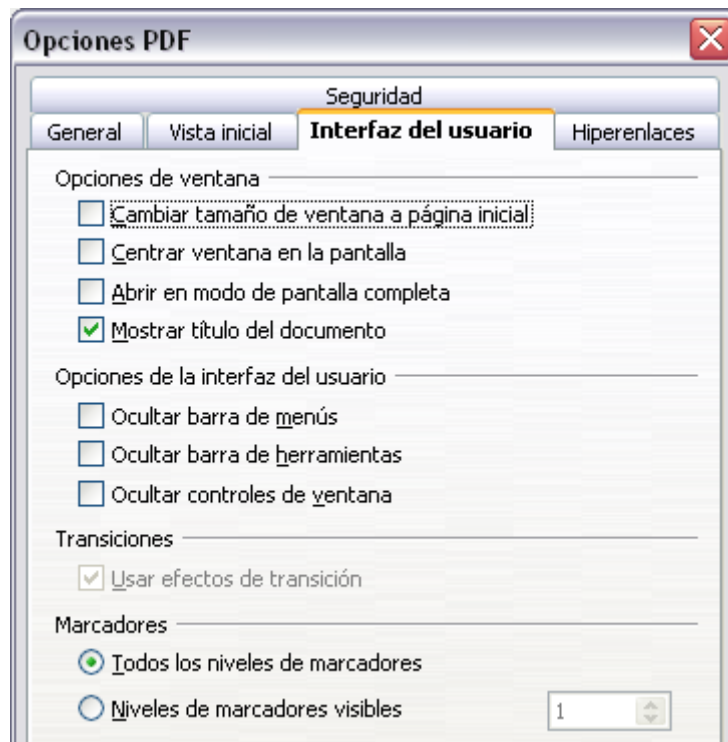 Opciones PDF
Seguridad
General Vista inicial Interfaz del usuario Hiperenlaces
Opciones de ventana
Cambiar tamaño de ventana a página inicial
Centrar ventana en la pantalla
Abrir en modo de pantalla completa
Mostrar título del documento
Opciones de la interfaz del usuario
Ocultar barra de menús
Ocultar barra de herramientas
Ocultar controles de ventana
Transiciones
Usar efectos de transición
Marcadores
Todos los niveles de marcadores
Niveles de marcadores visibles 1